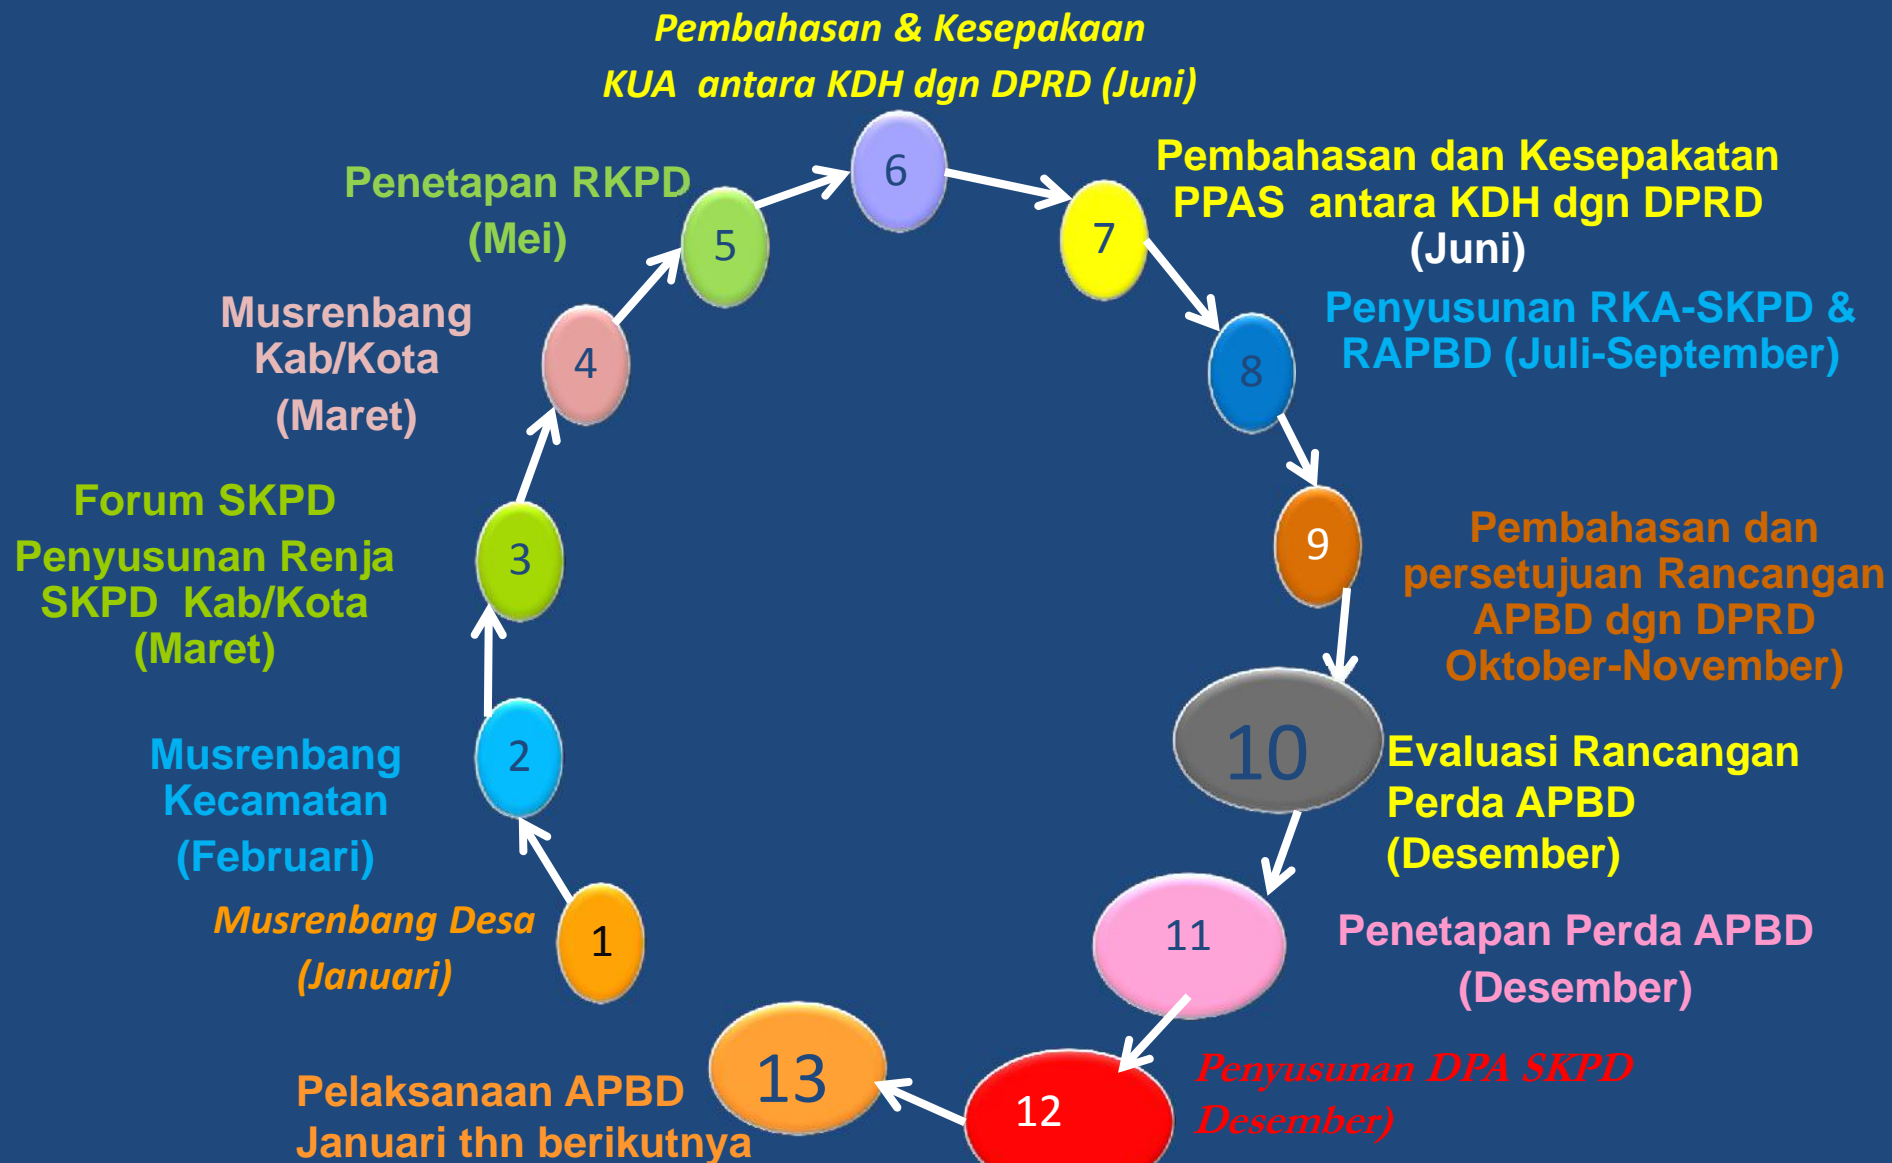 Pembahasan & Kesepakaan
KUA antara KDH dgn DPRD (Juni)
6
Penetapan RKPD
(Mei)
5
Pembahasan dan Kesepakatan
PPAS antara KDH dgn DPRD
(Juni)
7
Musrenbang
Kab/Kota
(Maret)
4
Penyusunan RKA-SKPD &
RAPBD (Juli-September)
8
Forum SKPD
Penyusunan Renja
SKPD Kab/Kota
(Maret)
3
9
Pembahasan dan
persetujuan Rancangan
APBD dgn DPRD
Oktober-November)
Musrenbang
Kecamatan
(Februari)
2
10
Evaluasi Rancangan
Perda APBD
(Desember)
Musrenbang Desa
(Januari)
1
11
Penetapan Perda APBD
(Desember)
13
Pelaksanaan APBD
Januari thn berikutnya
12
Penyusunan DPA SKPD
Desember)